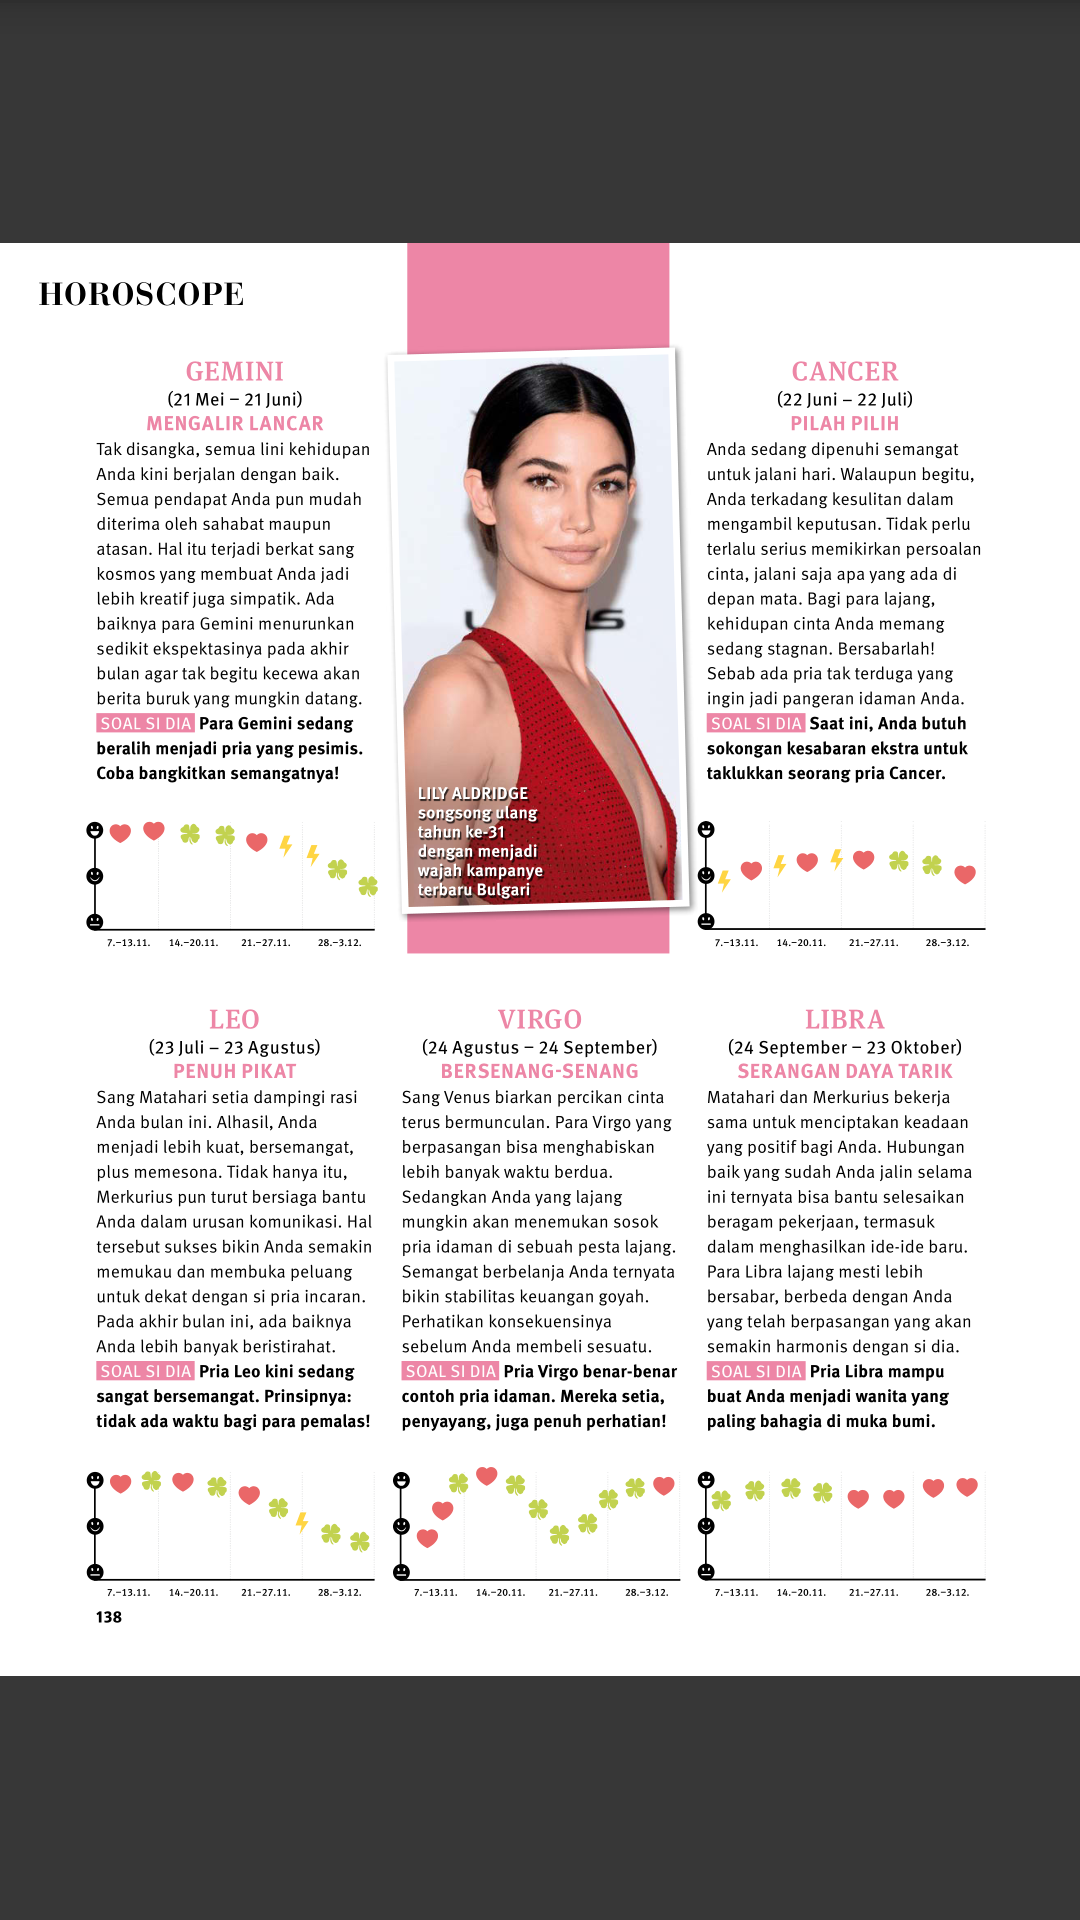 HOROSCOPE
GEMINI
(21 Mei – 21 Juni)
MENGALIR LANCAR
Tak disangka, semua lini kehidupan
Anda kini berjalan dengan baik.
Semua pendapat Anda pun mudah
diterima oleh sahabat maupun
atasan. Hal itu terjadi berkat sang
kosmos yang membuat Anda jadi
lebih kreatif juga simpatik. Ada
baiknya para Gemini menurunkan
sedikit ekspektasinya pada akhir
bulan agar tak begitu kecewa akan
berita buruk yang mungkin datang.
SOAL SI DIA Para Gemini sedang
beralih menjadi pria yang pesimis.
Coba bangkitkan semangatnya!
7.–13.11. 14.–20.11. 21.–27.11. 28.–3.12.
LILY ALDRIDGE
songsong ulang
tahun ke-31
dengan menjadi
wajah kampanye
terbaru Bulgari
CANCER
(22 Juni – 22 Juli)
PILAH PILIH
Anda sedang dipenuhi semangat
untuk jalani hari. Walaupun begitu,
Anda terkadang kesulitan dalam
mengambil keputusan. Tidak perlu
terlalu serius memikirkan persoalan
cinta, jalani saja apa yang ada di
depan mata. Bagi para lajang,
kehidupan cinta Anda memang
sedang stagnan. Bersabarlah!
Sebab ada pria tak terduga yang
ingin jadi pangeran idaman Anda.
SOAL SI DIA Saat ini, Anda butuh
sokongan kesabaran ekstra untuk
taklukkan seorang pria Cancer.
7.–13.11. 14.–20.11. 21.–27.11. 28.–3.12.
LEO
(23 Juli – 23 Agustus)
PENUH PIKAT
Sang Matahari setia dampingi rasi
Anda bulan ini. Alhasil, Anda
menjadi lebih kuat, bersemangat,
plus memesona. Tidak hanya itu,
Merkurius pun turut bersiaga bantu
Anda dalam urusan komunikasi. Hal
tersebut sukses bikin Anda semakin
memukau dan membuka peluang
untuk dekat dengan si pria incaran.
Pada akhir bulan ini, ada baiknya
Anda lebih banyak beristirahat.
SOAL SI DIA Pria Leo kini sedang
sangat bersemangat. Prinsipnya:
tidak ada waktu bagi para pemalas!
7.–13.11. 14.–20.11. 21.–27.11. 28.–3.12.
VIRGO
(24 Agustus – 24 September)
BERSENANG-SENANG
Sang Venus biarkan percikan cinta
terus bermunculan. Para Virgo yang
berpasangan bisa menghabiskan
lebih banyak waktu berdua.
Sedangkan Anda yang lajang
mungkin akan menemukan sosok
pria idaman di sebuah pesta lajang.
Semangat berbelanja Anda ternyata
bikin stabilitas keuangan goyah.
Perhatikan konsekuensinya
sebelum Anda membeli sesuatu.
SOAL SI DIA Pria Virgo benar-benar
contoh pria idaman. Mereka setia,
penyayang, juga penuh perhatian!
7.–13.11. 14.–20.11. 21.–27.11. 28.–3.12.
LIBRA
(24 September – 23 Oktober)
SERANGAN DAYA TARIK
Matahari dan Merkurius bekerja
sama untuk menciptakan keadaan
yang positif bagi Anda. Hubungan
baik yang sudah Anda jalin selama
ini ternyata bisa bantu selesaikan
beragam pekerjaan, termasuk
dalam menghasilkan ide-ide baru.
Para Libra lajang mesti lebih
bersabar, berbeda dengan Anda
yang telah berpasangan yang akan
semakin harmonis dengan si dia.
SOAL SI DIA Pria Libra mampu
buat Anda menjadi wanita yang
paling bahagia di muka bumi.
7.–13.11. 14.–20.11. 21.–27.11. 28.–3.12.
138